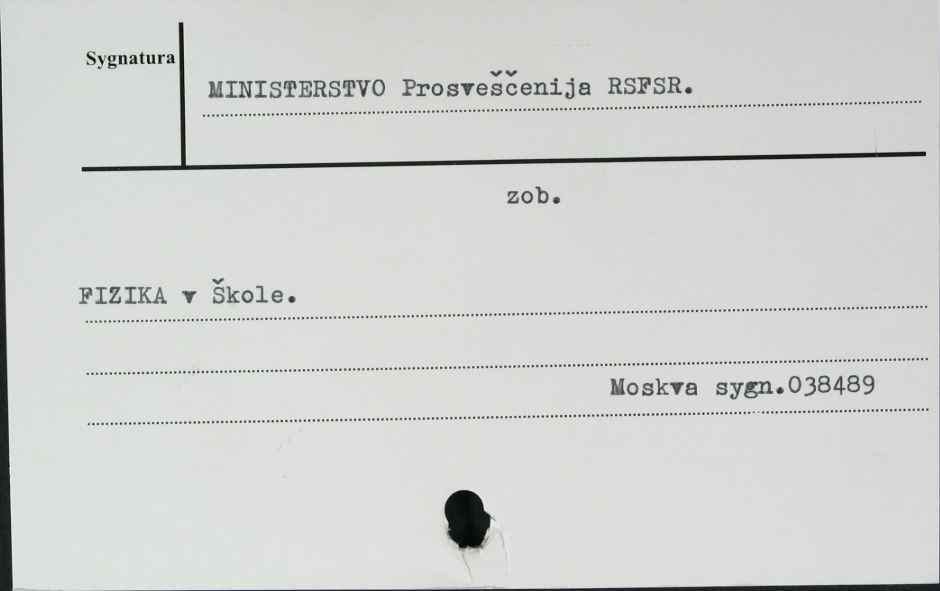 Sygnatura
MINISTERSTVO Prosveščenija RSFSR.
zob.
FIZIKA v Škole.
Moskva sygn.038489